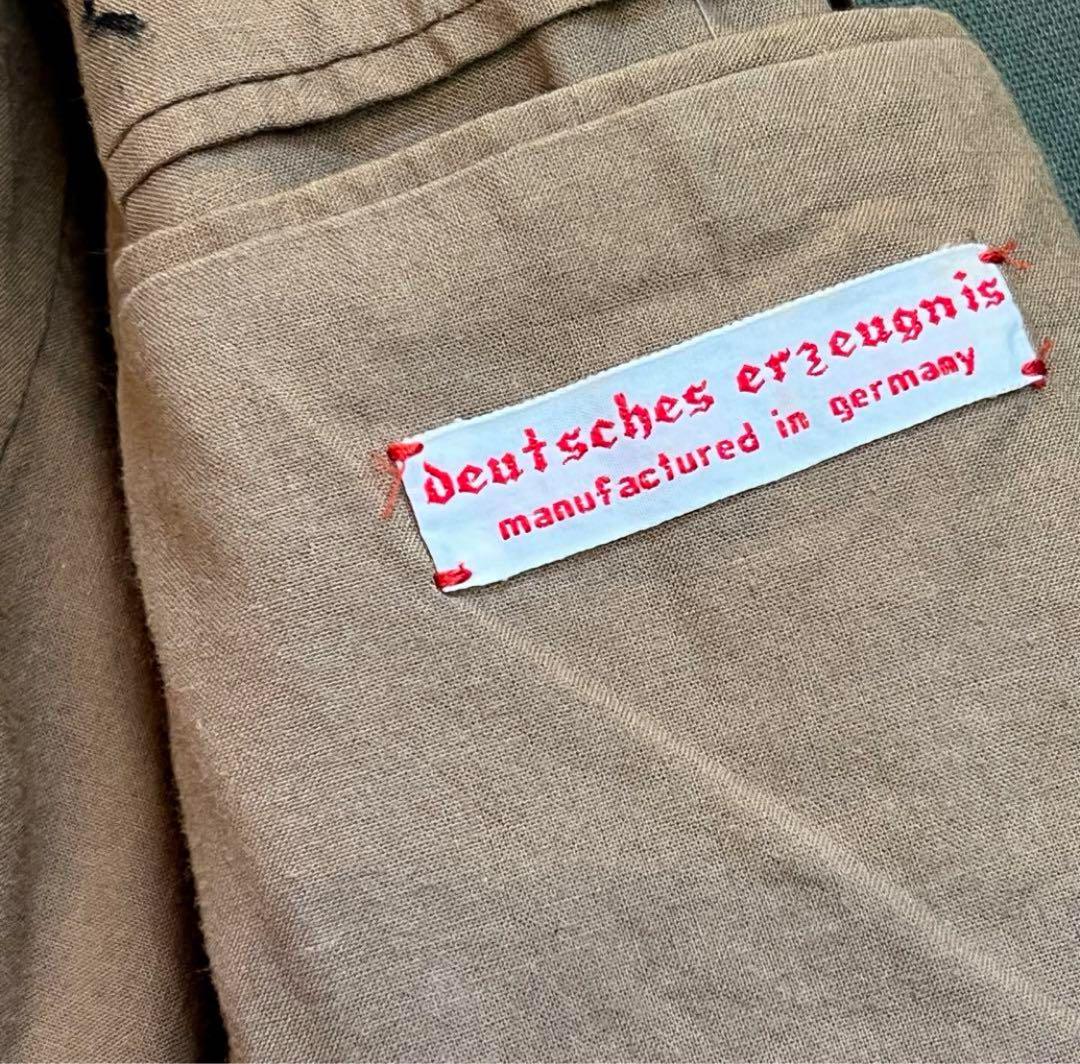 deutsches erzeugnis
manufactured in germany